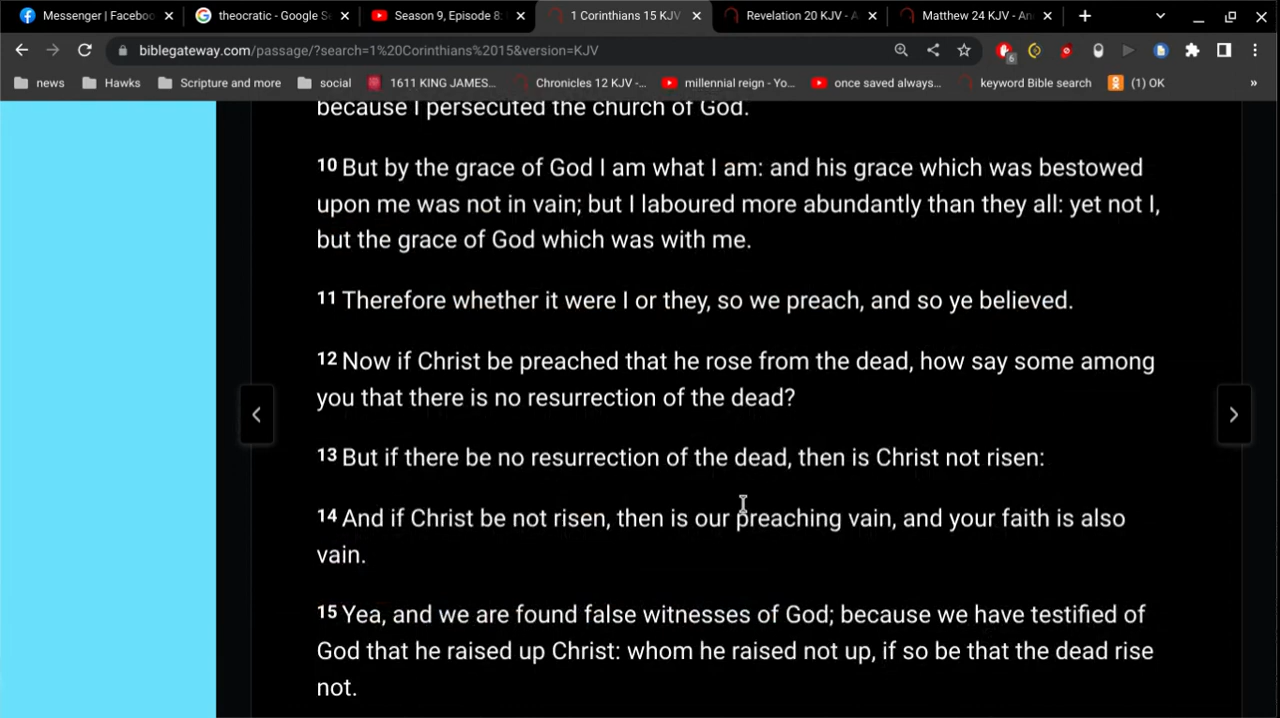 Messenger | Faceboo
theocratic - Google S
Season 9, Episode 8:
1 Corinthians 15 KJV
Revelation 20 KJV - A
Matthew 24 KJV - An
biblegateway.com/passage/?search=1%20Corinthians%2015&version=KJV
6
news
Hawks
Scripture and more
social
1611 KING JAMES...
Chronicles 12 KJV -...
millennial reign - Yo...
once saved always...
keyword Bible search
(1) OK
»
because I persecuted the church of God.
10 But by the grace of God I am what I am: and his grace which was bestowed
upon me was not in vain; but I laboured more abundantly than they all: yet not I,
but the grace of God which was with me.
11 Therefore whether it were I or they, so we preach, and so ye believed.
12 Now if Christ be preached that he rose from the dead, how say some among
you that there is no resurrection of the dead?
13 But if there be no resurrection of the dead, then is Christ not risen:
14 And if Christ be not risen, then is our preaching vain, and your faith is also
vain.
15 Yea, and we are found false witnesses of God; because we have testified of
God that he raised up Christ: whom he raised not up, if so be that the dead rise
not.